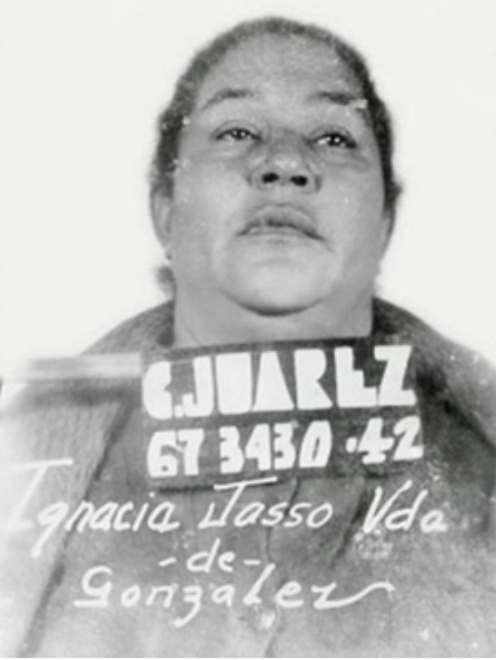 C.JUAREZ
67 3430 · 42
Ignacia Jasso Vda
-de-
Gonzalez